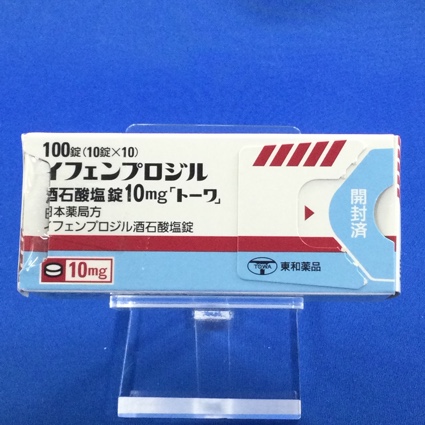 100錠(10錠×10)
イフェンプロジル
酒石酸塩錠10mg「トーワ」
日本薬局方
イフェンプロジル酒石酸塩錠
10mg
開封済
TOWA
東和薬品